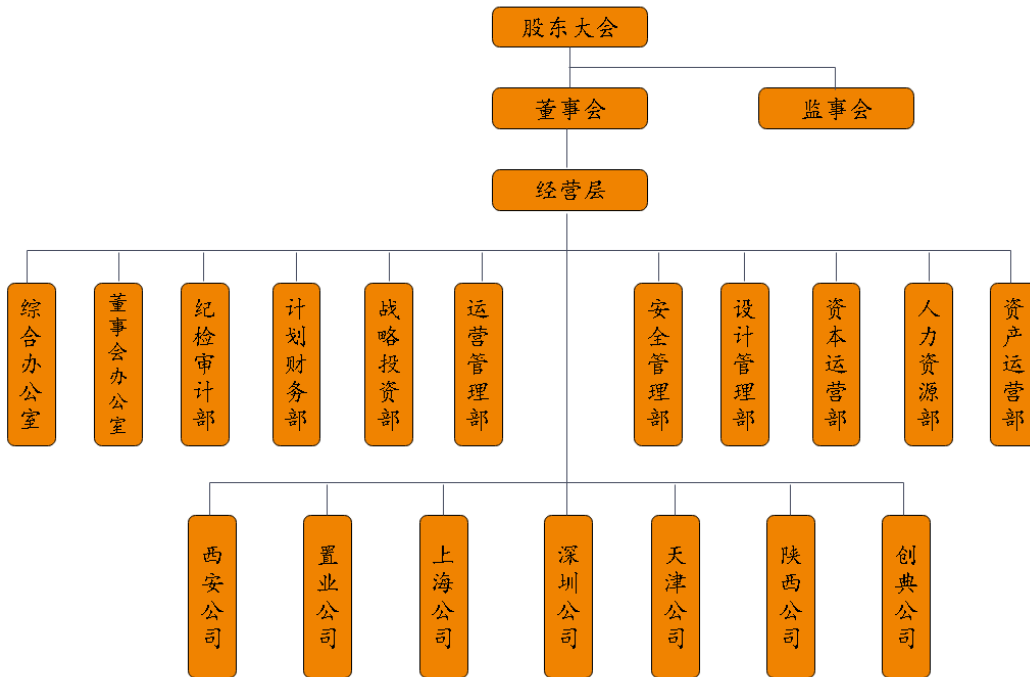 股东大会
董事会
监事会
经营层
综合办公室
董事会办公室
纪检审计部
计划财务部
战略投资部
运营管理部
安全管理部
设计管理部
资本运营部
人力资源部
资产运营部
西安公司
置业公司
上海公司
深圳公司
天津公司
陕西公司
创典公司